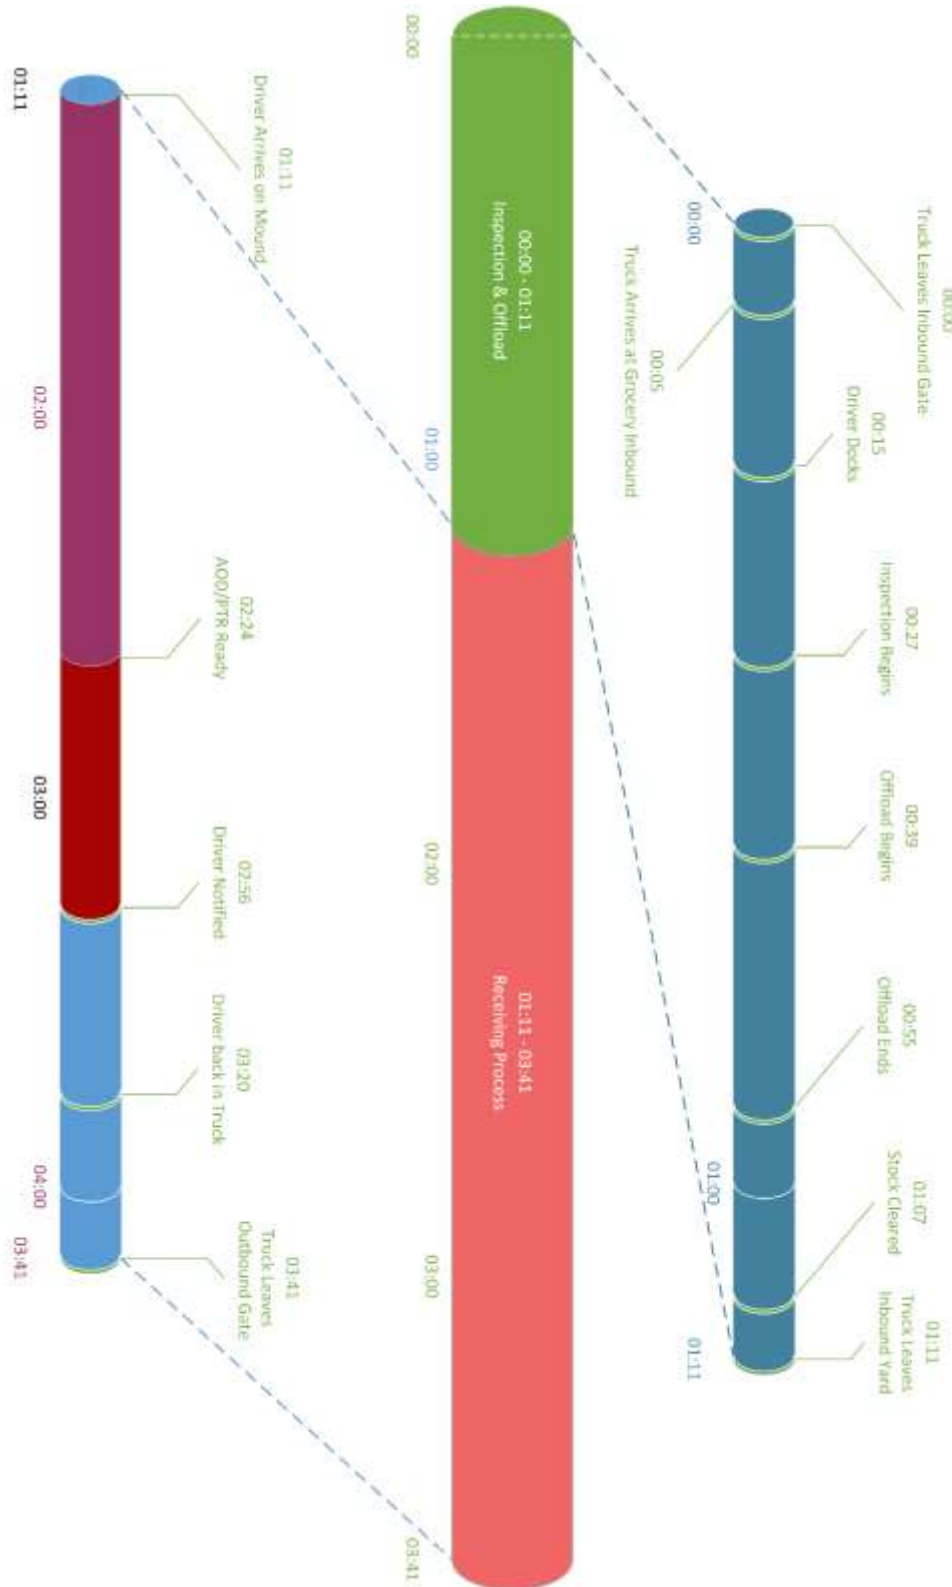 00:00
Truck Leaves Inbound Gate
00:15
Driver Docks
00:27
Inspection Begins
00:39
Offload Begins
00:55
Offload Ends
01:07
Stock Cleared
01:11
Truck Leaves
Inbound Yard
00:00
01:00
01:11
00:05
Truck Arrives at Grocery Inbound
00:00 - 01:11
Inspection & Offload
01:11 - 03:41
Receiving Process
00:00
01:00
02:00
03:00
03:41
01:11
Driver Arrives on Mound
02:24
AOD/PTR Ready
02:56
Driver Notified
03:20
Driver back in Truck
03:41
Truck Leaves
Outbound Gate
01:11
02:00
03:00
04:00
03:41